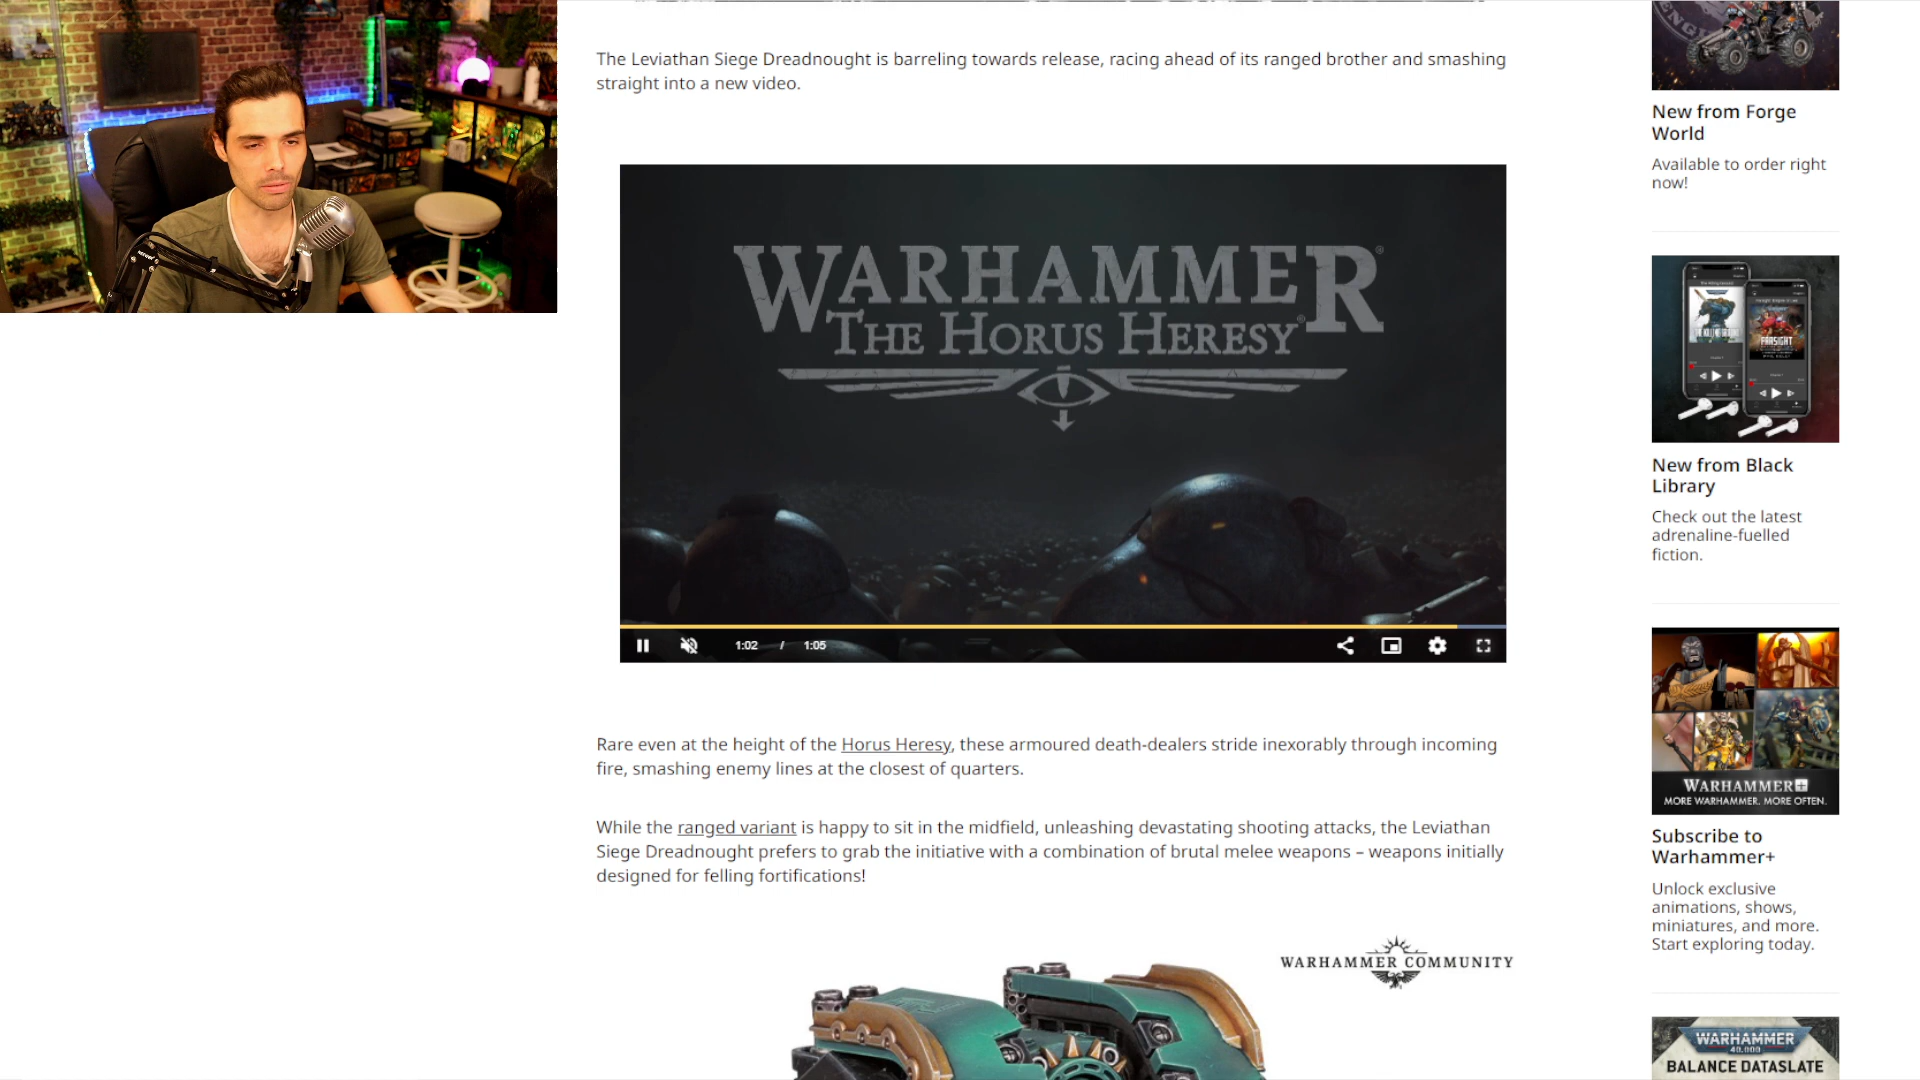 The Leviathan Siege Dreadnought is barreling towards release, racing ahead of its ranged brother and smashing
straight into a new video.
WARHAMMER
THE HORUS HERESY
1:02 / 1:05
Rare even at the height of the Horus Heresy, these armoured death-dealers stride inexorably through incoming
fire, smashing enemy lines at the closest of quarters.
While the ranged variant is happy to sit in the midfield, unleashing devastating shooting attacks, the Leviathan
Siege Dreadnought prefers to grab the initiative with a combination of brutal melee weapons – weapons initially
designed for felling fortifications!
WARHAMMER COMMUNITY
New from Forge
World
Available to order right
now!
FARSIGHT
New from Black
Library
Check out the latest
adrenaline-fuelled
fiction.
WARHAMMER+
MORE WARHAMMER. MORE OFTEN.
Subscribe to
Warhammer+
Unlock exclusive
animations, shows,
miniatures, and more.
Start exploring today.
WARHAMMER
40,000
BALANCE DATASLATE